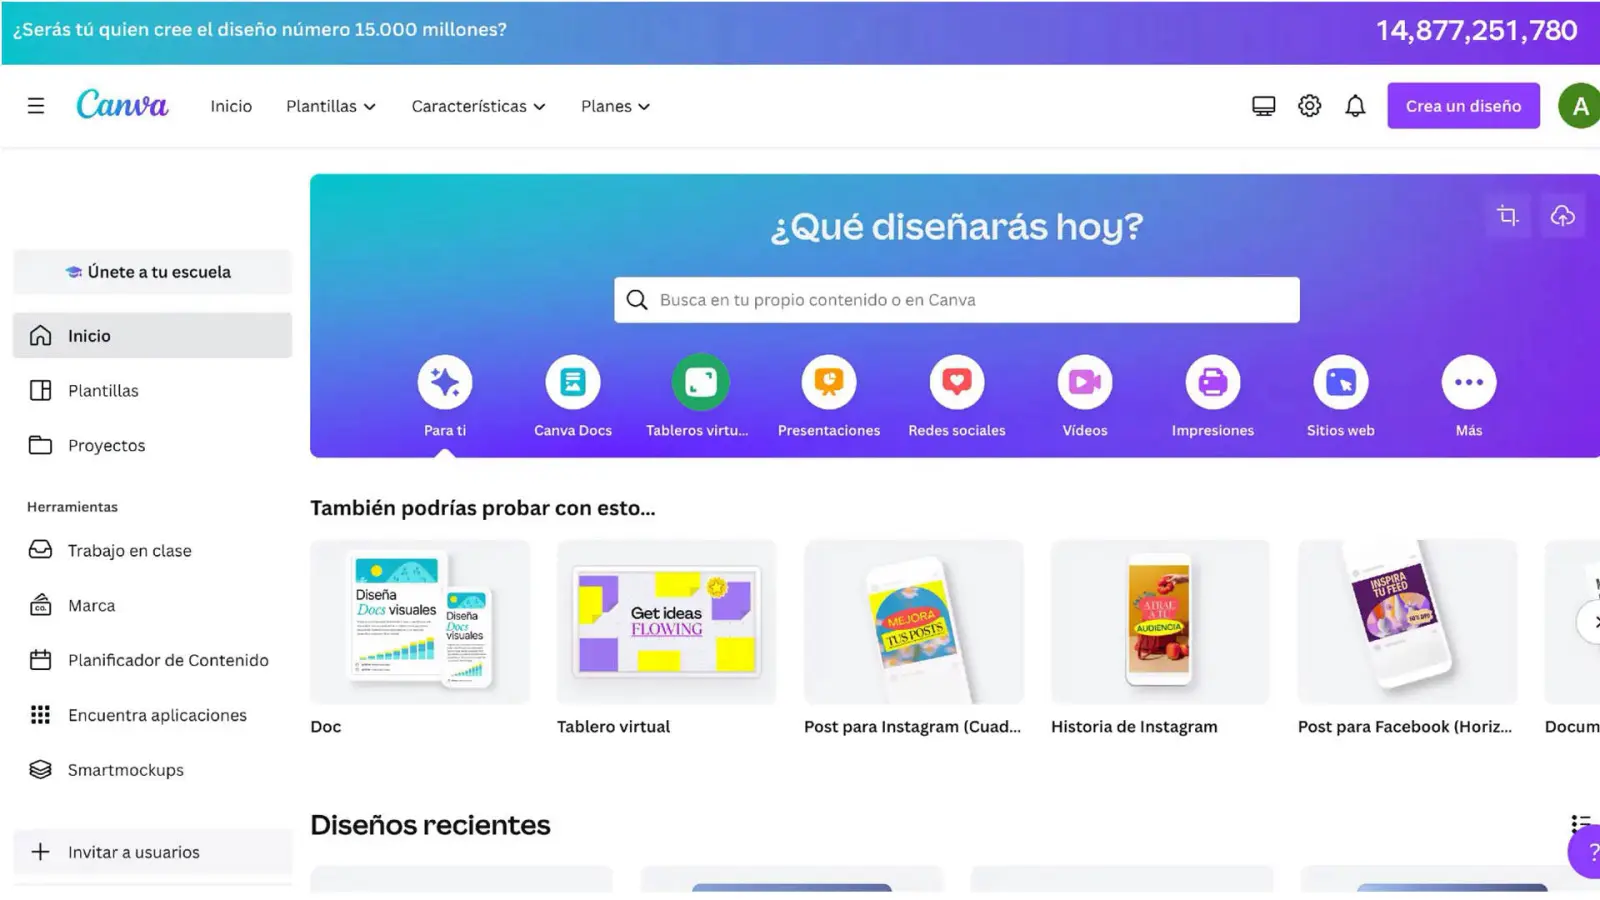 ¿Serás tú quien cree el diseño número 15.000 millones?
14,877,251,780
Canva
Inicio
Plantillas
Características
Planes
Crea un diseño
A
¿Qué diseñarás hoy?
Busca en tu propio contenido o en Canva
Para ti
Canva Docs
Tableros virtu...
Presentaciones
Redes sociales
Vídeos
Impresiones
Sitios web
Más
Únete a tu escuela
Inicio
Plantillas
Proyectos
Herramientas
Trabajo en clase
CO.
Marca
Planificador de Contenido
Encuentra aplicaciones
Smartmockups
Invitar a usuarios
También podrías probar con esto...
Diseña
Docs visuales
Diseña
Docs
visuales
Get ideas
FLOWING
MEJORA
TUS POSTS
ATRAE
A TU
AUDIENCIA
INSPIRA
TU FEED
Doc
Tablero virtual
Post para Instagram (Cuad...
Historia de Instagram
Post para Facebook (Horiz...
Docum
Diseños recientes
?